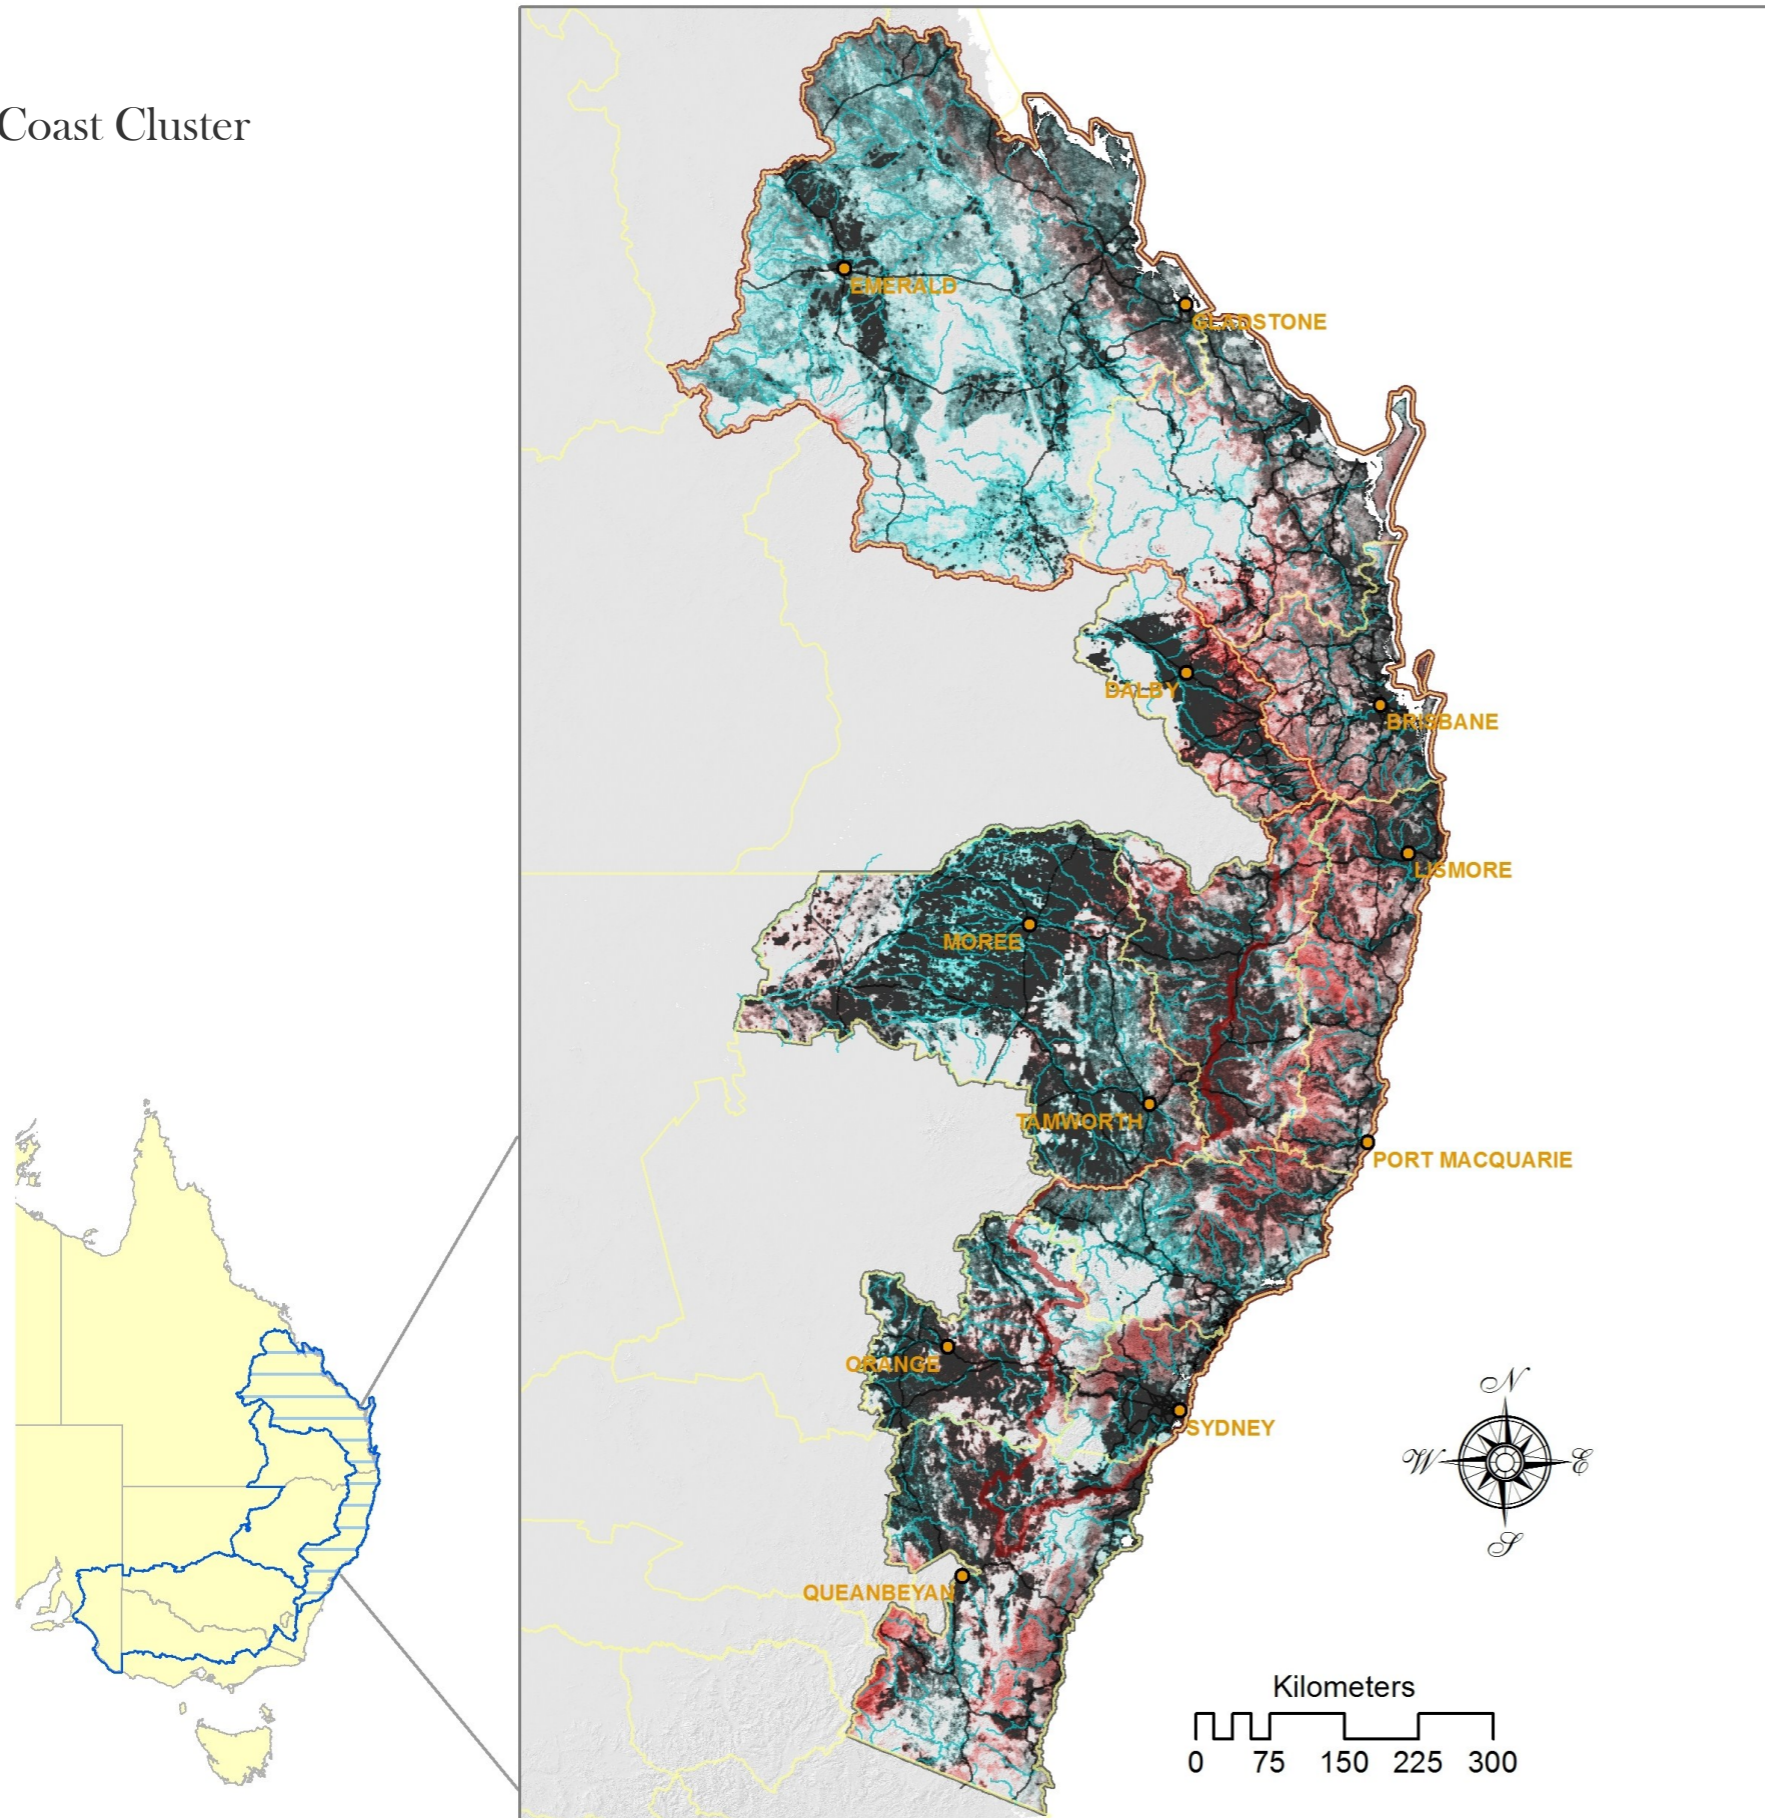 Coast Cluster
EMERALD
GLADSTONE
DALBY
BRISBANE
LISMORE
MOREE
TAMWORTH
PORT MACQUARIE
ORANGE
SYDNEY
QUEANBEYAN
N
W
E
S
Kilometers
0 75 150 225 300